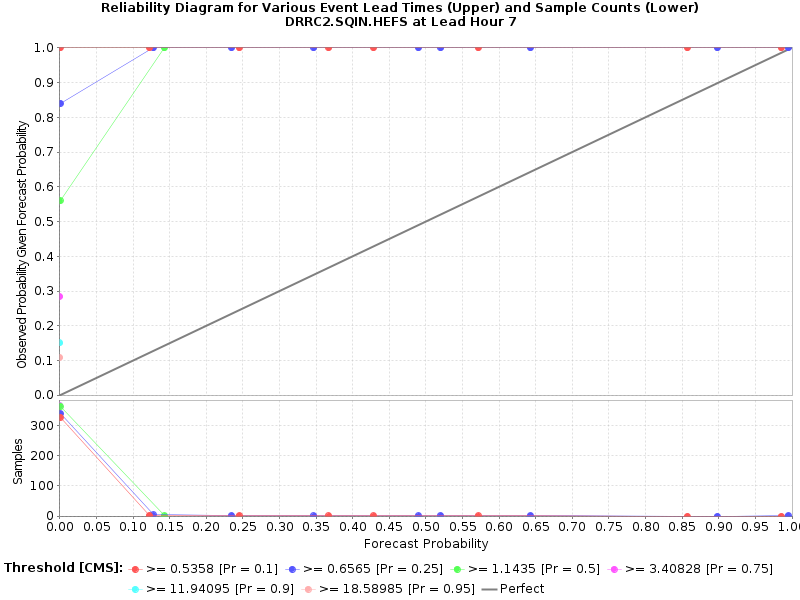 Reliability Diagram for Various Event Lead Times (Upper) and Sample Counts (Lower)
DRRC2.SQIN.HEFS at Lead Hour 7
Observed Probability Given Forecast Probability
1.0
0.9
0.8
0.7
0.6
0.5
0.4
0.3
0.2
0.1
0.0
Samples
300
200
100
0
0.00 0.05 0.10 0.15 0.20 0.25 0.30 0.35 0.40 0.45 0.50 0.55 0.60 0.65 0.70 0.75 0.80 0.85 0.90 0.95 1.0
Forecast Probability
Threshold [CMS]: >= 0.5358 [Pr = 0.1] >= 0.6565 [Pr = 0.25] >= 1.1435 [Pr = 0.5] >= 3.40828 [Pr = 0.75]
>= 11.94095 [Pr = 0.9] >= 18.58985 [Pr = 0.95] Perfect